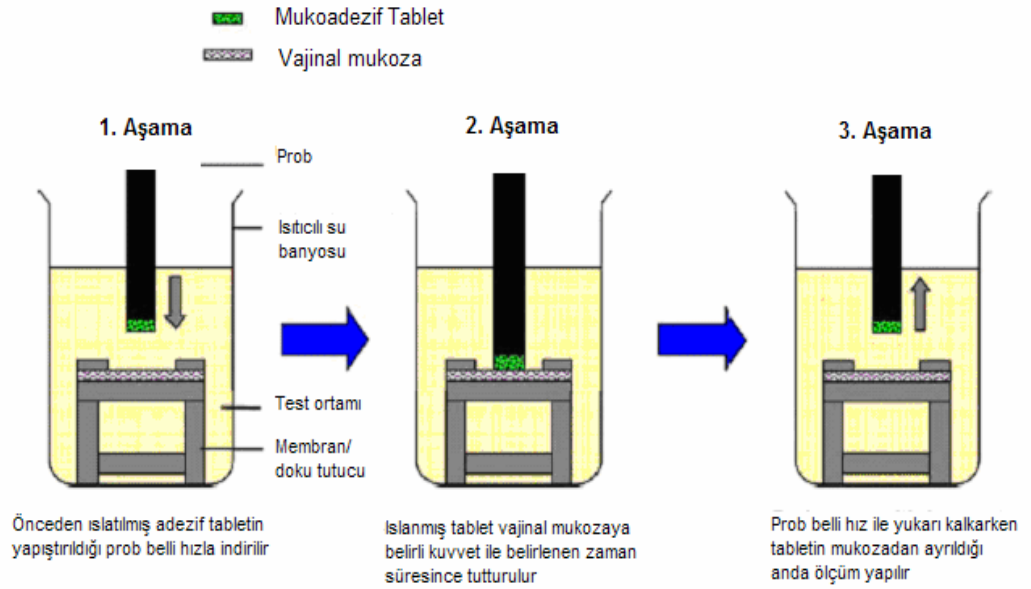 Mukoadezif Tablet
Vajinal mukoza
1. Aşama
2. Aşama
3. Aşama
Prob
Isıtıcılı su
banyosu
Test ortamı
Membran/
doku tutucu
Önceden ıslatılmış adezif tabletin
yapıştırıldığı prob belli hızla indirilir
Islanmış tablet vajinal mukozaya
belirli kuvvet ile belirlenen zaman
süresince tutturulur
Prob belli hız ile yukarı kalkarken
tabletin mukozadan ayrıldığı
anda ölçüm yapılır